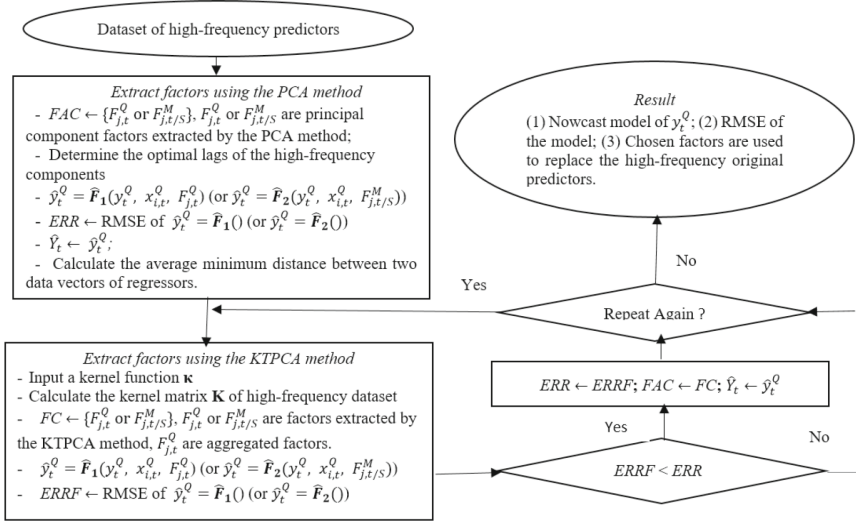 Dataset of high-frequency predictors
Extract factors using the PCA method
- FAC ← {F^Q_{j,t} or F^M_{j,t/S}}, F^Q_{j,t} or F^M_{j,t/S} are principal
component factors extracted by the PCA method;
- Determine the optimal lags of the high-frequency
components
- ŷ^Q_t = F̂₁(y^Q_t, x^Q_{i,t}, F^Q_{j,t}) (or ŷ^Q_t = F̂₂(y^Q_t, x^Q_{i,t}, F^M_{j,t/S}))
- ERR ← RMSE of ŷ^Q_t = F̂₁() (or ŷ^Q_t = F̂₂())
- Ŷ_t ← ŷ^Q_t;
- Calculate the average minimum distance between two
data vectors of regressors.
Extract factors using the KTPCA method
- Input a kernel function κ
- Calculate the kernel matrix K of high-frequency dataset
- FC ← {F^Q_{j,t} or F^M_{j,t/S}}, F^Q_{j,t} or F^M_{j,t/S} are factors extracted by
the KTPCA method, F^Q_{j,t} are aggregated factors.
- ŷ^Q_t = F̂₁(y^Q_t, x^Q_{i,t}, F^Q_{j,t}) (or ŷ^Q_t = F̂₂(y^Q_t, x^Q_{i,t}, F^M_{j,t/S}))
- ERRF ← RMSE of ŷ^Q_t = F̂₁() (or ŷ^Q_t = F̂₂())
Result
(1) Nowcast model of y^Q_t; (2) RMSE of
the model; (3) Chosen factors are used
to replace the high-frequency original
predictors.
No
Yes
Repeat Again ?
ERR ← ERRF; FAC ← FC; Ŷ_t ← ŷ^Q_t
Yes
No
ERRF < ERR